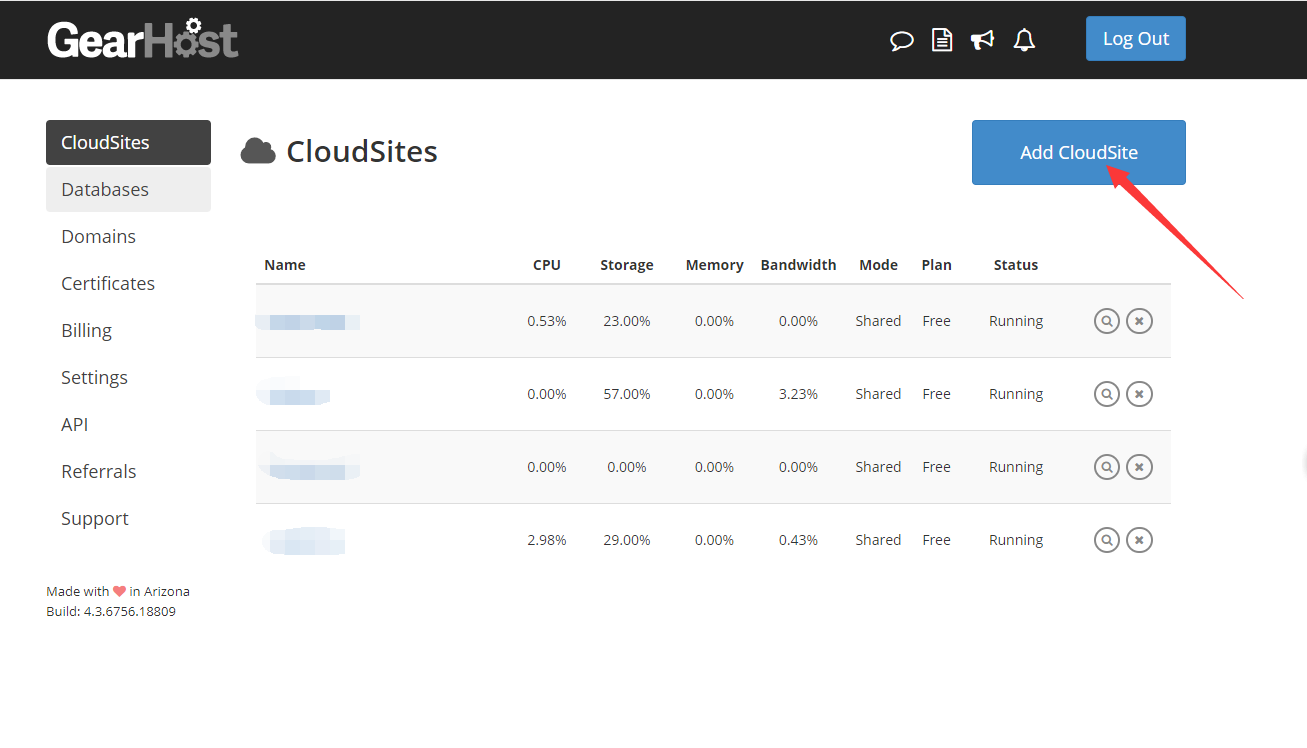 GearHost
Log Out
CloudSites
Databases
Domains
Certificates
Billing
Settings
API
Referrals
Support
Made with in Arizona
Build: 4.3.6756.18809
CloudSites
Add CloudSite
Name CPU Storage Memory Bandwidth Mode Plan Status
0.53% 23.00% 0.00% 0.00% Shared Free Running
0.00% 57.00% 0.00% 3.23% Shared Free Running
0.00% 0.00% 0.00% 0.00% Shared Free Running
2.98% 29.00% 0.00% 0.43% Shared Free Running